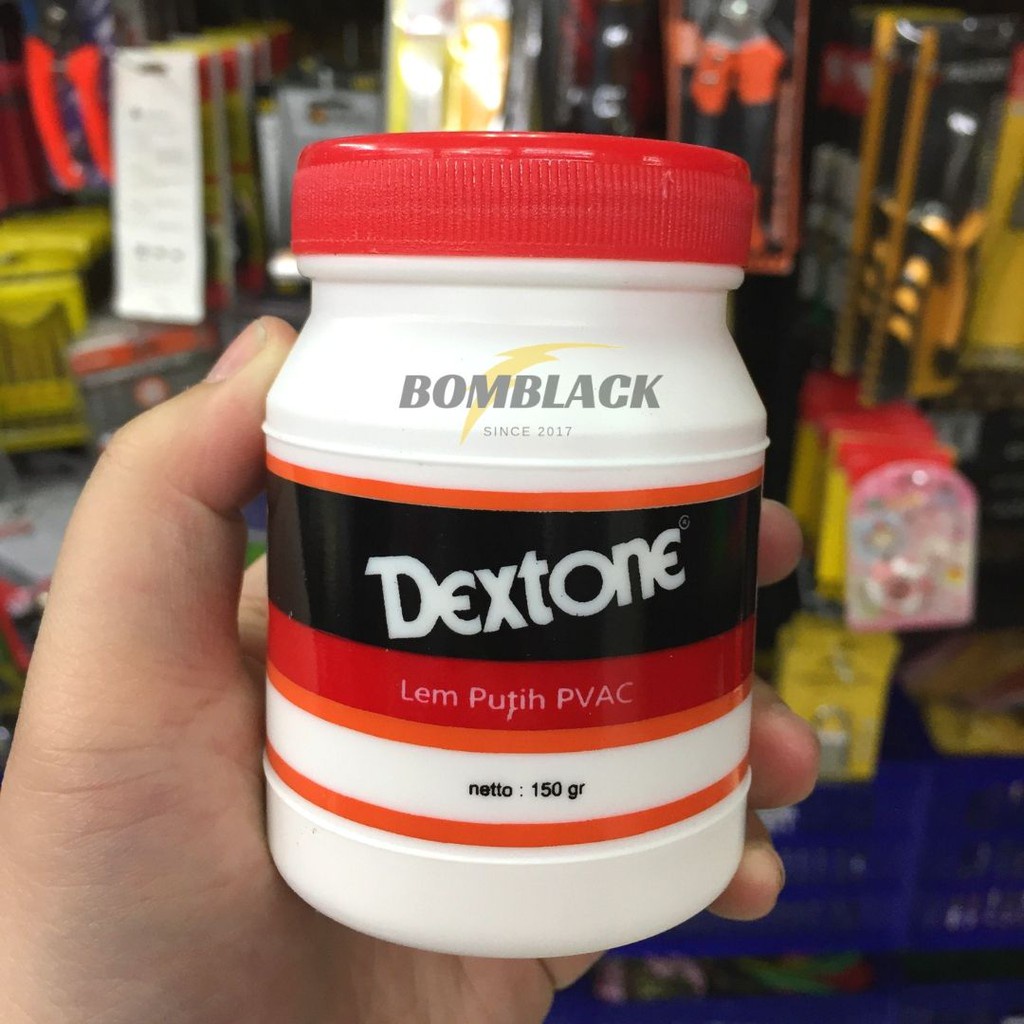 BOMBLACK
SINCE 2017
Dextone
Lem Putih PVAC
netto : 150 gr